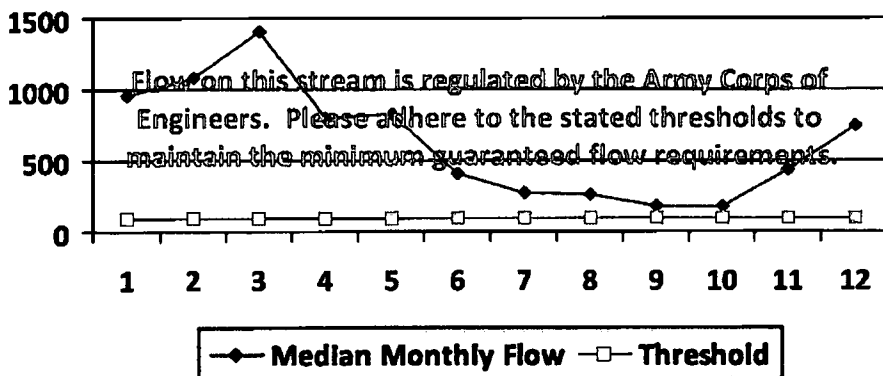 1500
1000
500
0
Flow on this stream is regulated by the Army Corps of
Engineers. Please adhere to the stated thresholds to
maintain the minimum guaranteed flow requirements.
1 2 3 4 5 6 7 8 9 10 11 12
Median Monthly Flow Threshold